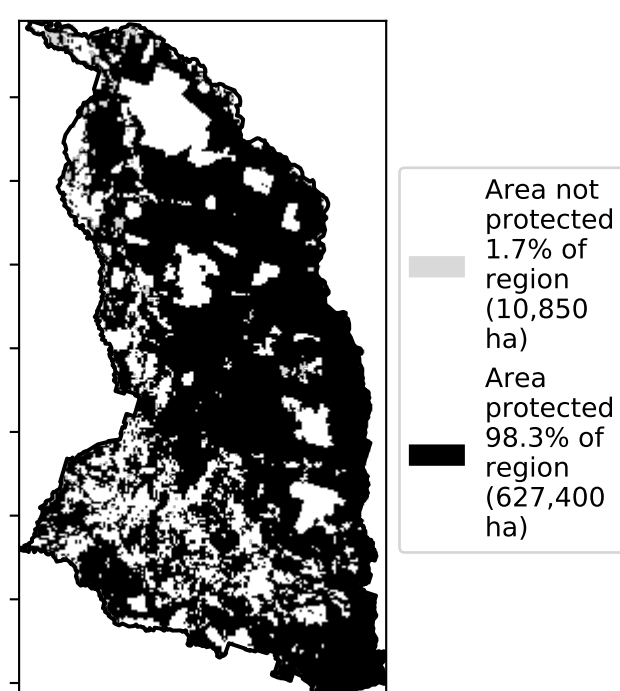 Area not
protected
1.7% of
region
(10,850
ha)
Area
protected
98.3% of
region
(627,400
ha)